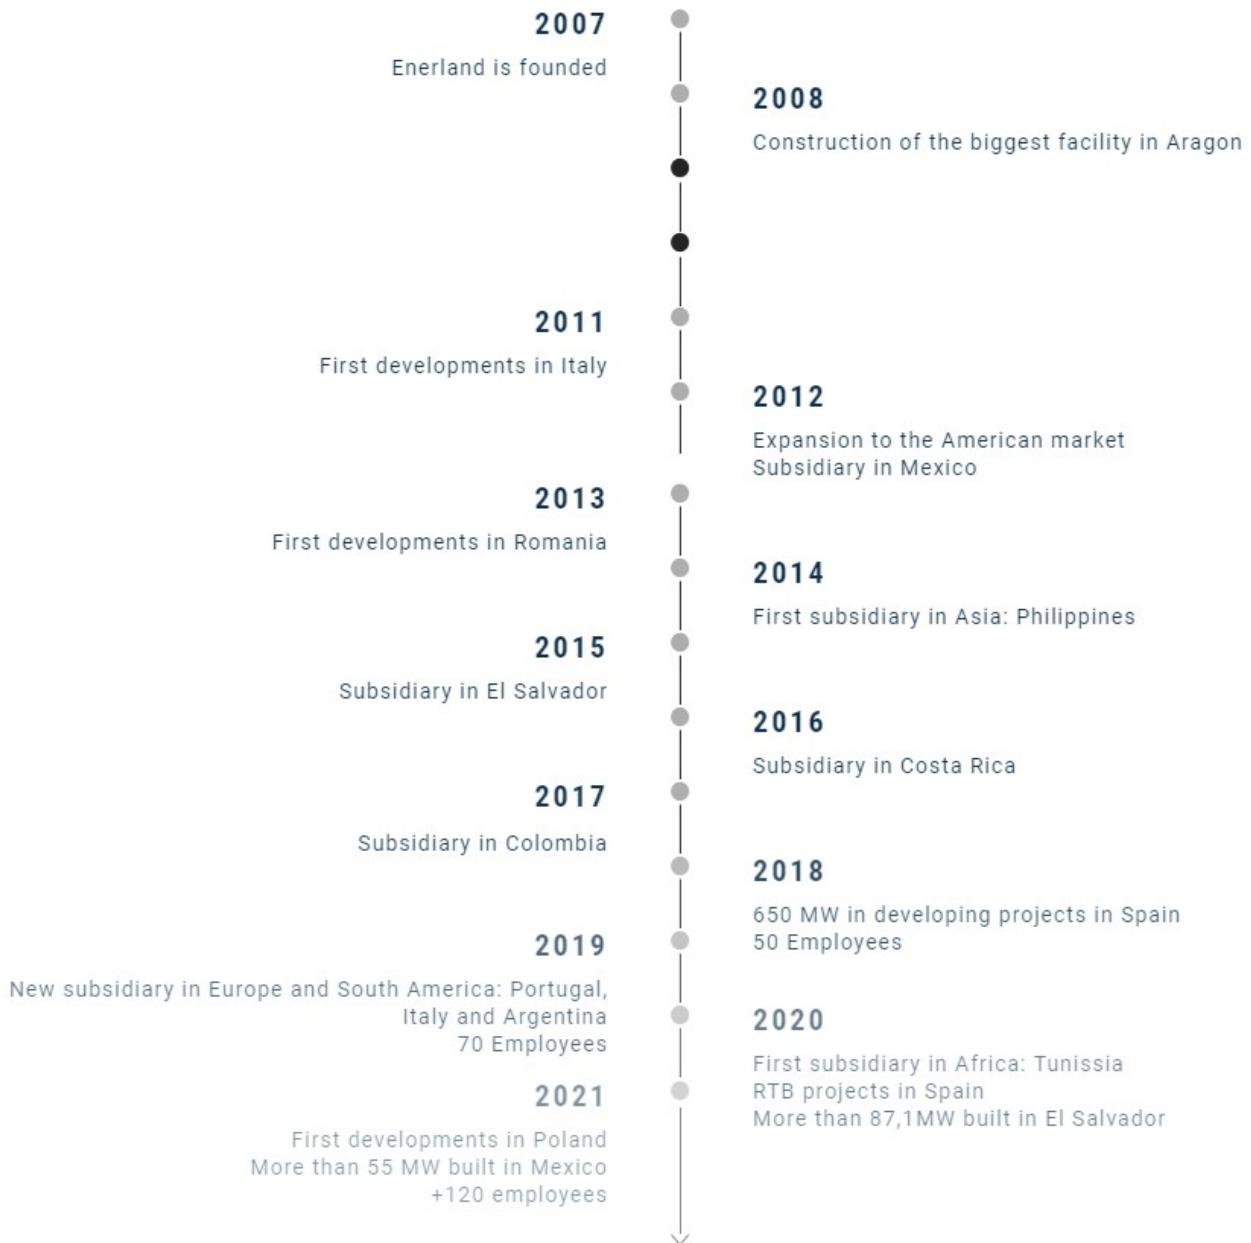 2007
Enerland is founded
2008
Construction of the biggest facility in Aragon
2011
First developments in Italy
2012
Expansion to the American market
Subsidiary in Mexico
2013
First developments in Romania
2014
First subsidiary in Asia: Philippines
2015
Subsidiary in El Salvador
2016
Subsidiary in Costa Rica
2017
Subsidiary in Colombia
2018
650 MW in developing projects in Spain
50 Employees
2019
New subsidiary in Europe and South America: Portugal,
Italy and Argentina
70 Employees
2020
First subsidiary in Africa: Tunissia
RTB projects in Spain
More than 87,1MW built in El Salvador
2021
First developments in Poland
More than 55 MW built in Mexico
+120 employees